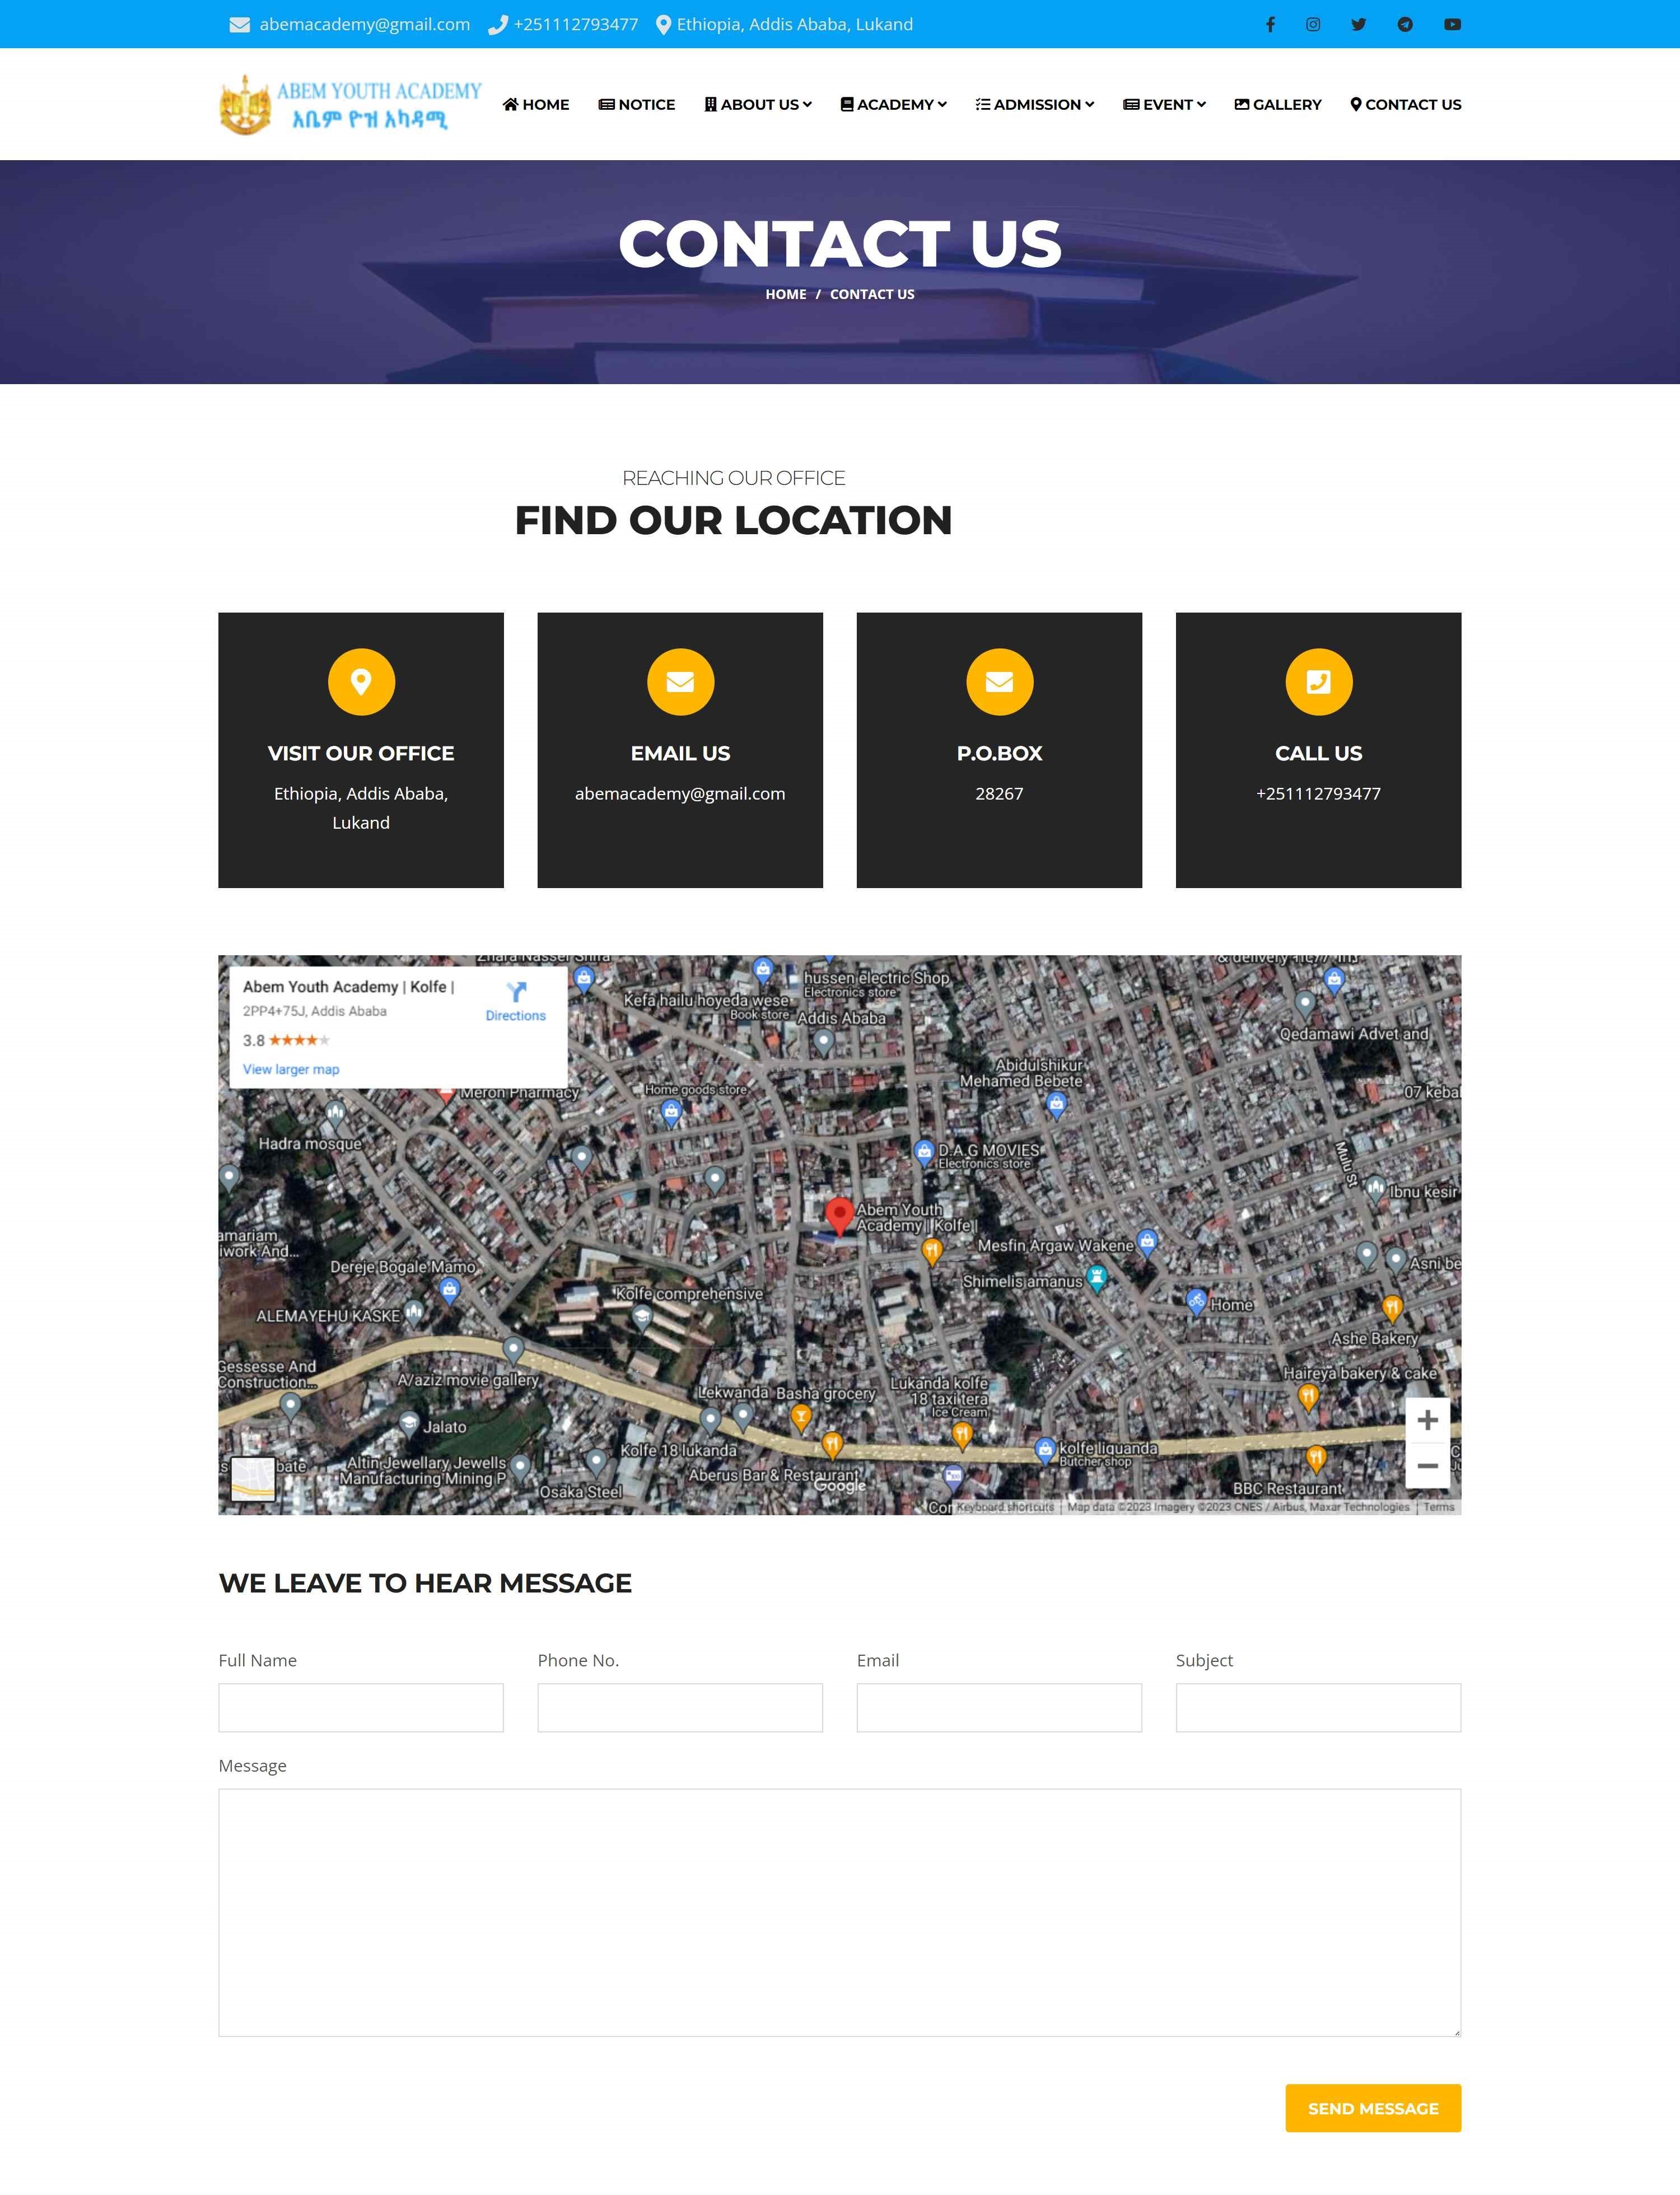 abemacademy@gmail.com +251112793477 Ethiopia, Addis Ababa, Lukand
ABEM YOUTH ACADEMY
አቤም ዮዝ አካዳሚ
HOME NOTICE ABOUT US ACADEMY ADMISSION EVENT GALLERY CONTACT US
CONTACT US
HOME / CONTACT US
REACHING OUR OFFICE
FIND OUR LOCATION
VISIT OUR OFFICE
Ethiopia, Addis Ababa,
Lukand
EMAIL US
abemacademy@gmail.com
P.O.BOX
28267
CALL US
+251112793477
Abem Youth Academy | Kolfe |
2PP4+75J, Addis Ababa
3.8
Directions
View larger map
hussen electric Shop
Electronics store
Kefa hailu hoyeda wese
Book store
Addis Ababa
Qedamawi Advet and
Abidulshikur
Mehamed Bebete
Meron Pharmacy
Home goods store
07 kebal
Hadra mosque
D.A.G MOVIES
Electronics store
Mulu St
Ibnu kesir
Abem Youth
Academy | Kolfe |
amariam
iwork And...
Mesfin Argaw Wakene
Dereje Bogale Mamo
Asni be
Shimelis amanus
Kolfe comprehensive
Home
ALEMAYEHU KASKE
Ashe Bakery
Gessesse And
Construction...
A/aziz movie gallery
Haireya bakery & cake
Lekwanda
Basha grocery
Lukanda kolfe
18 taxi tera
Ice Cream
Jalato
Kolfe 18 lukanda
kolfe liquanda
Butcher shop
bate
Altin Jewellary Jewells
Manufacturing Mining P
Aberus Bar & Restaurant
Osaka Steel
Google
BBC Restaurant
Keyboard shortcuts Map data ©2023 Imagery ©2023 CNES / Airbus, Maxar Technologies Terms
WE LEAVE TO HEAR MESSAGE
Full Name Phone No. Email Subject
Message
SEND MESSAGE